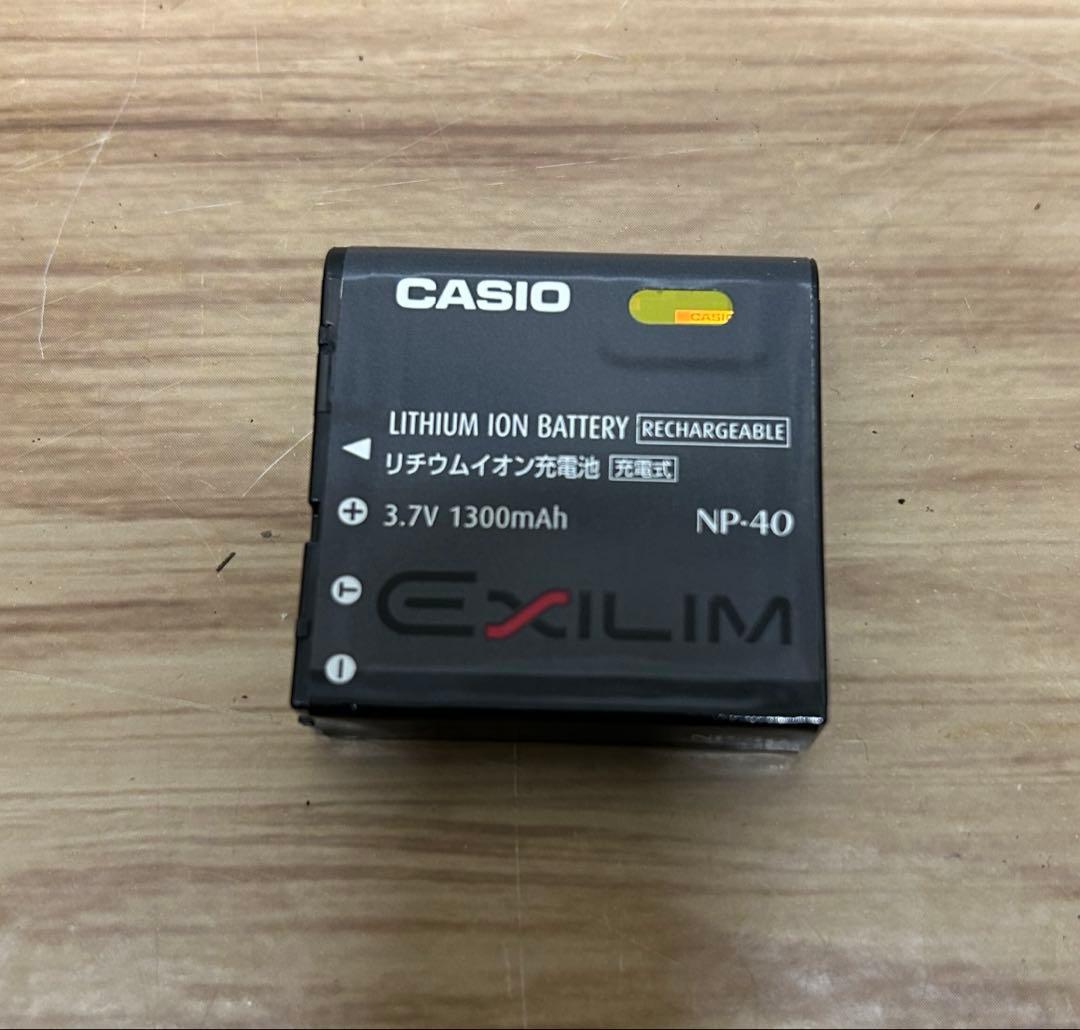 CASIO
CASIO
LITHIUM ION BATTERY RECHARGEABLE
リチウムイオン充電池 充電式
3.7V 1300mAh NP-40
EXILIM